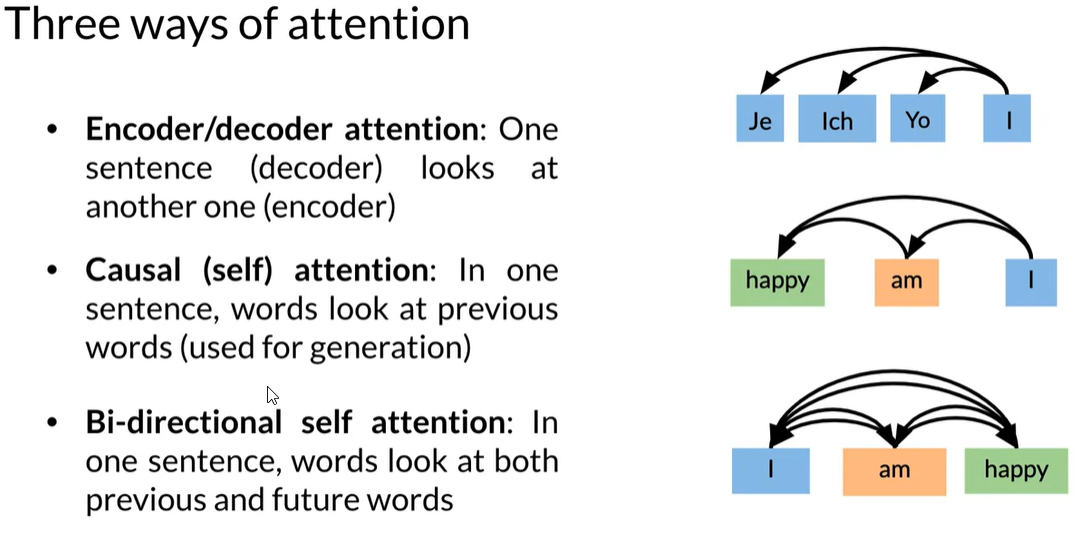 Three ways of attention
• Encoder/decoder attention: One
sentence (decoder) looks at
another one (encoder)
• Causal (self) attention: In one
sentence, words look at previous
words (used for generation)
• Bi-directional self attention: In
one sentence, words look at both
previous and future words
Je Ich Yo I
happy am I
I am happy